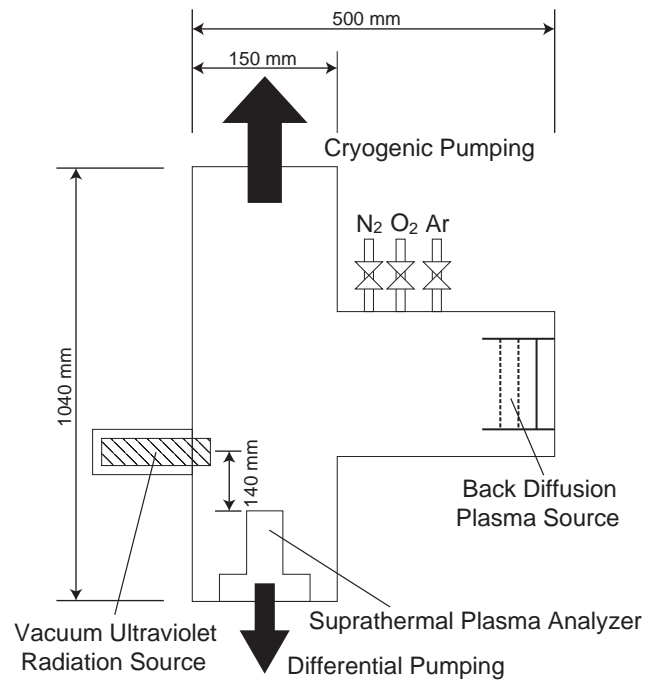 500 mm
150 mm
Cryogenic Pumping
N₂ O₂ Ar
1040 mm
140 mm
Back Diffusion
Plasma Source
Suprathermal Plasma Analyzer
Vacuum Ultraviolet
Radiation Source
Differential Pumping